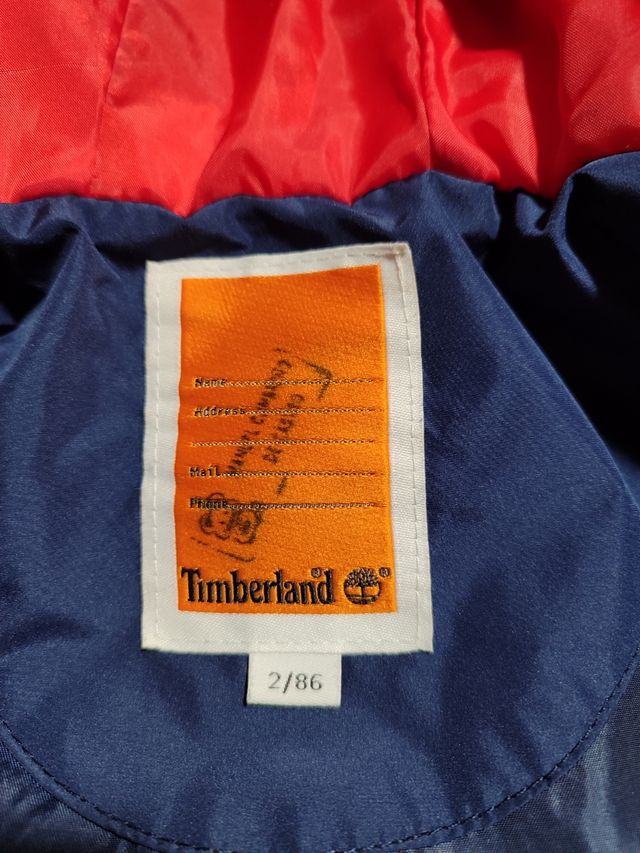 Name
Address
Mail
Phone
Timberland® ®
2/86